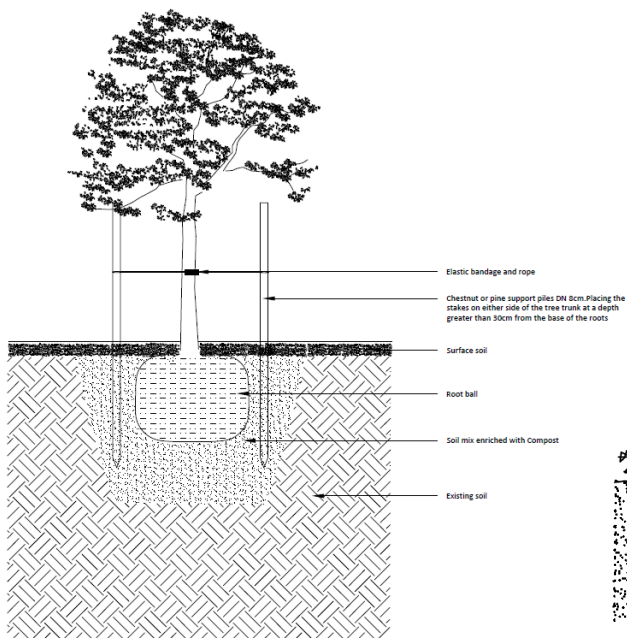 Elastic bandage and rope
Chestnut or pine support piles DN 8cm.Placing the
stakes on either side of the tree trunk at a depth
greater than 30cm from the base of the roots
Surface soil
Root ball
Soil mix enriched with Compost
Existing soil